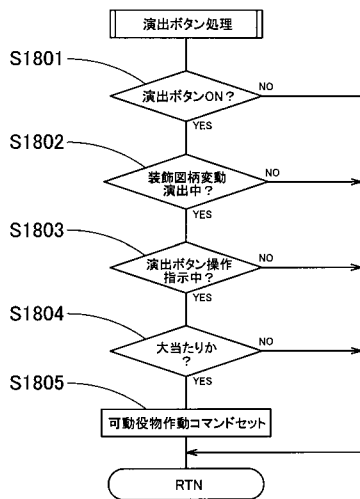 演出ボタン処理
S1801
演出ボタンON？
NO
YES
S1802
装飾図柄変動
演出中？
NO
YES
S1803
演出ボタン操作
指示中？
NO
YES
S1804
大当たりか
？
NO
YES
S1805
可動役物作動コマンドセット
RTN